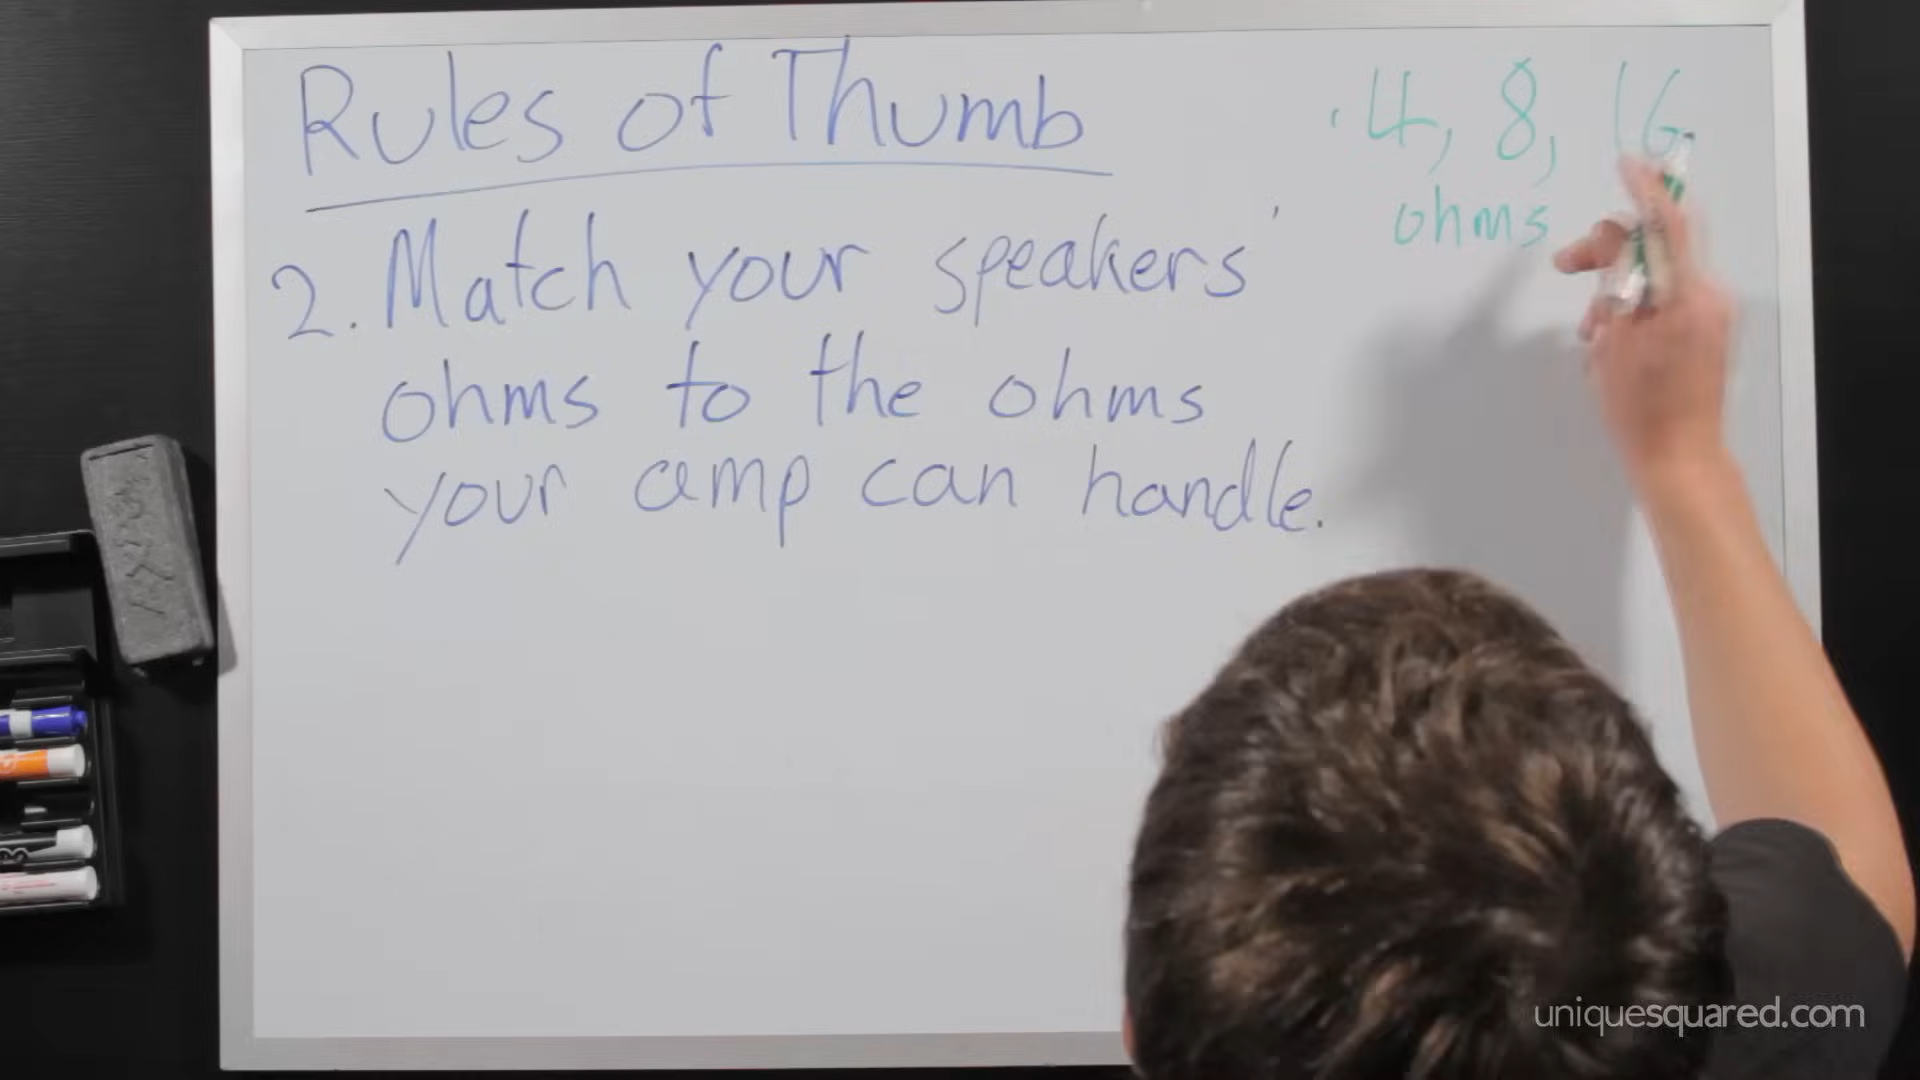 Rules of Thumb
4, 8, 16
ohms
2. Match your speakers'
ohms to the ohms
your amp can handle.
uniquesquared.com